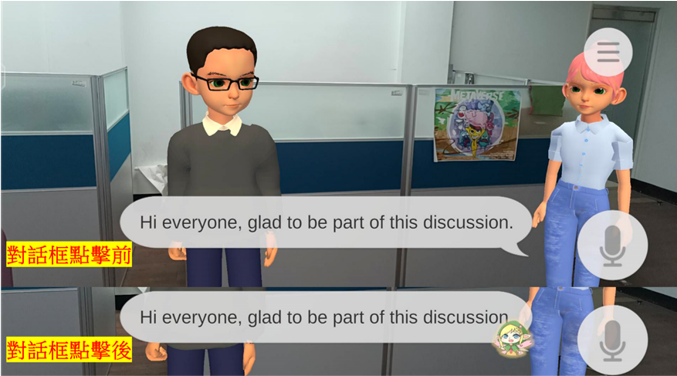 Hi everyone, glad to be part of this discussion.
對話框點擊前
Hi everyone, glad to be part of this discussion
對話框點擊後